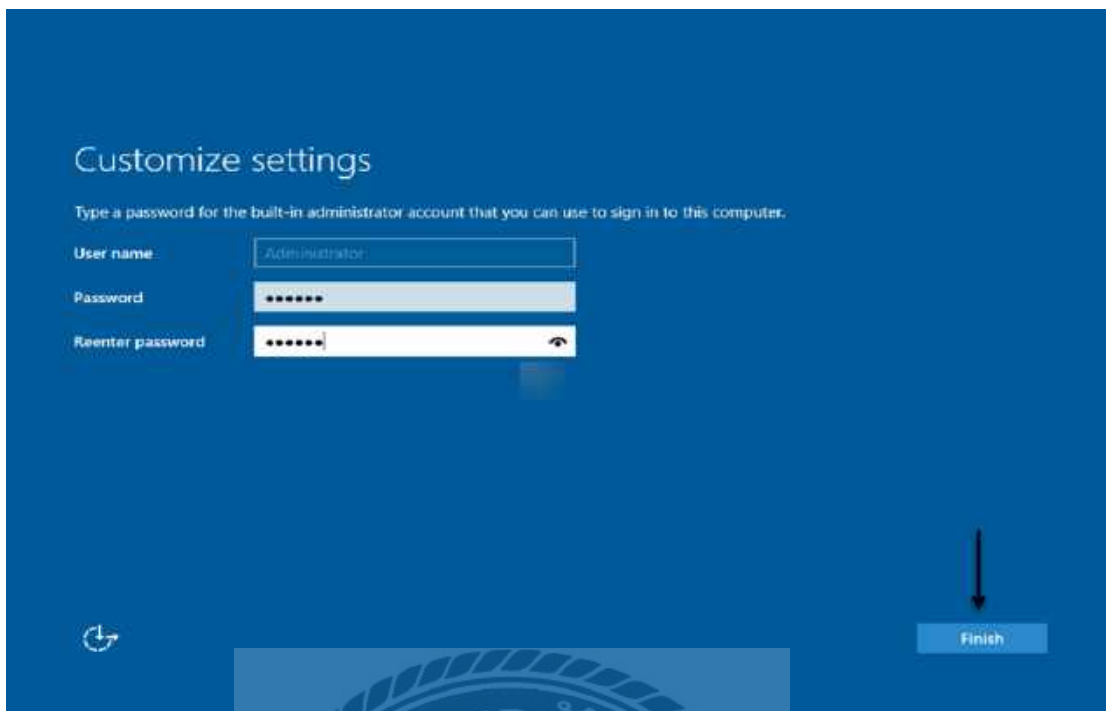 Customize settings
Type a password for the built-in administrator account that you can use to sign in to this computer.
User name Administrator
Password ••••••
Reenter password ••••••
Finish